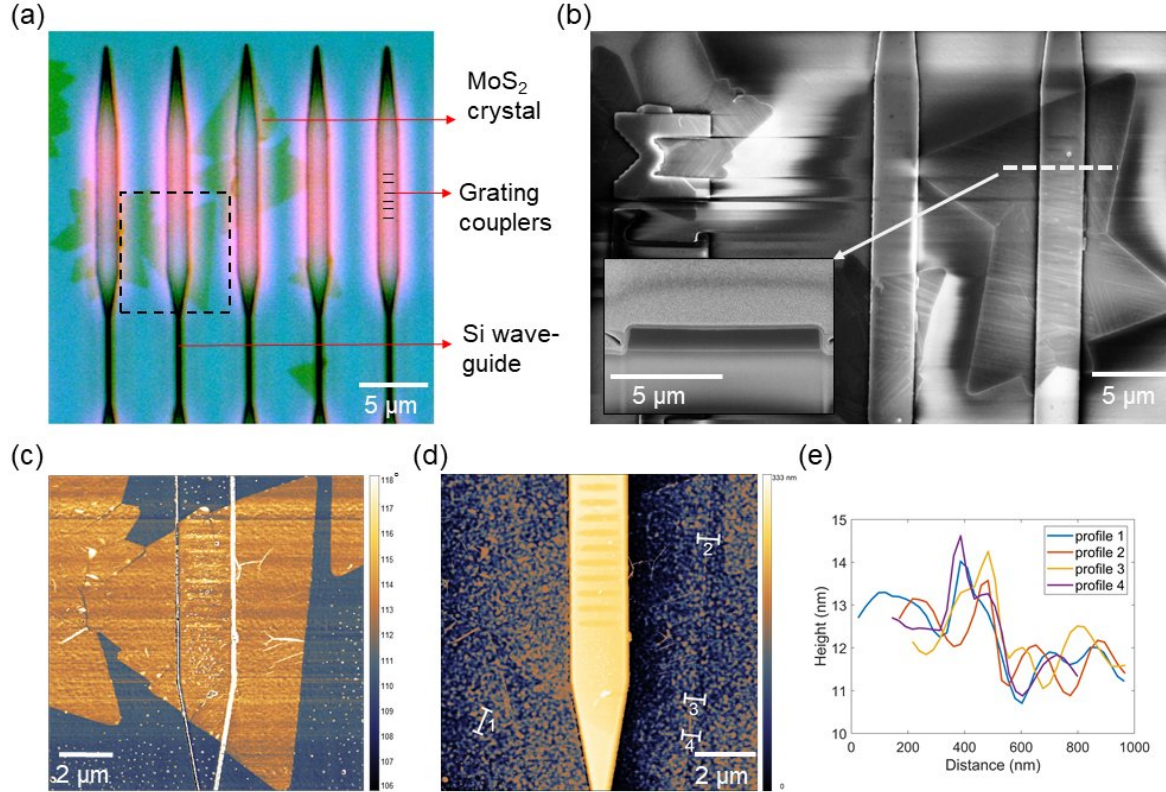 (a)
MoS2
crystal
Grating
couplers
Si wave-
guide
5 µm
(b)
5 µm
5 µm
(c)
118 °
116
115
114
113
112
111
110
109
108
106
2 µm
(d)
333 nm
0
1
2
3
4
2 µm
(e)
15
14
13
12
11
10
Height (nm)
0
200
400
600
800
1000
Distance (nm)
profile 1
profile 2
profile 3
profile 4